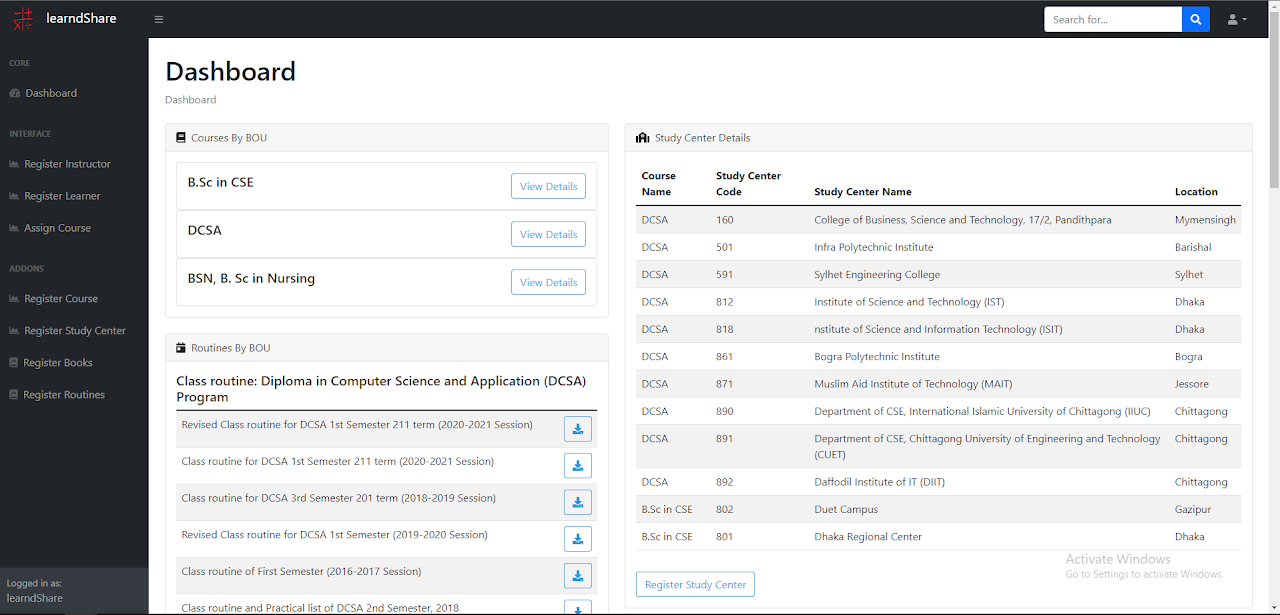 learndShare
Search for...
CORE
Dashboard
INTERFACE
Register Instructor
Register Learner
Assign Course
ADDONS
Register Course
Register Study Center
Register Books
Register Routines
Logged in as:
learndShare
Dashboard
Dashboard
Courses By BOU
B.Sc in CSE View Details
DCSA View Details
BSN, B. Sc in Nursing View Details
Routines By BOU
Class routine: Diploma in Computer Science and Application (DCSA)
Program
Revised Class routine for DCSA 1st Semester 211 term (2020-2021 Session)
Class routine for DCSA 1st Semester 211 term (2020-2021 Session)
Class routine for DCSA 3rd Semester 201 term (2018-2019 Session)
Revised Class routine for DCSA 1st Semester (2019-2020 Session)
Class routine of First Semester (2016-2017 Session)
Class routine and Practical list of DCSA 2nd Semester, 2018
Study Center Details
Course Name Study Center Code Study Center Name Location
DCSA 160 College of Business, Science and Technology, 17/2, Pandithpara Mymensingh
DCSA 501 Infra Polytechnic Institute Barishal
DCSA 591 Sylhet Engineering College Sylhet
DCSA 812 Institute of Science and Technology (IST) Dhaka
DCSA 818 nstitute of Science and Information Technology (ISIT) Dhaka
DCSA 861 Bogra Polytechnic Institute Bogra
DCSA 871 Muslim Aid Institute of Technology (MAIT) Jessore
DCSA 890 Department of CSE, International Islamic University of Chittagong (IIUC) Chittagong
DCSA 891 Department of CSE, Chittagong University of Engineering and Technology Chittagong
(CUET)
DCSA 892 Daffodil Institute of IT (DIIT) Chittagong
B.Sc in CSE 802 Duet Campus Gazipur
B.Sc in CSE 801 Dhaka Regional Center Dhaka
Register Study Center
Activate Windows
Go to Settings to activate Windows.